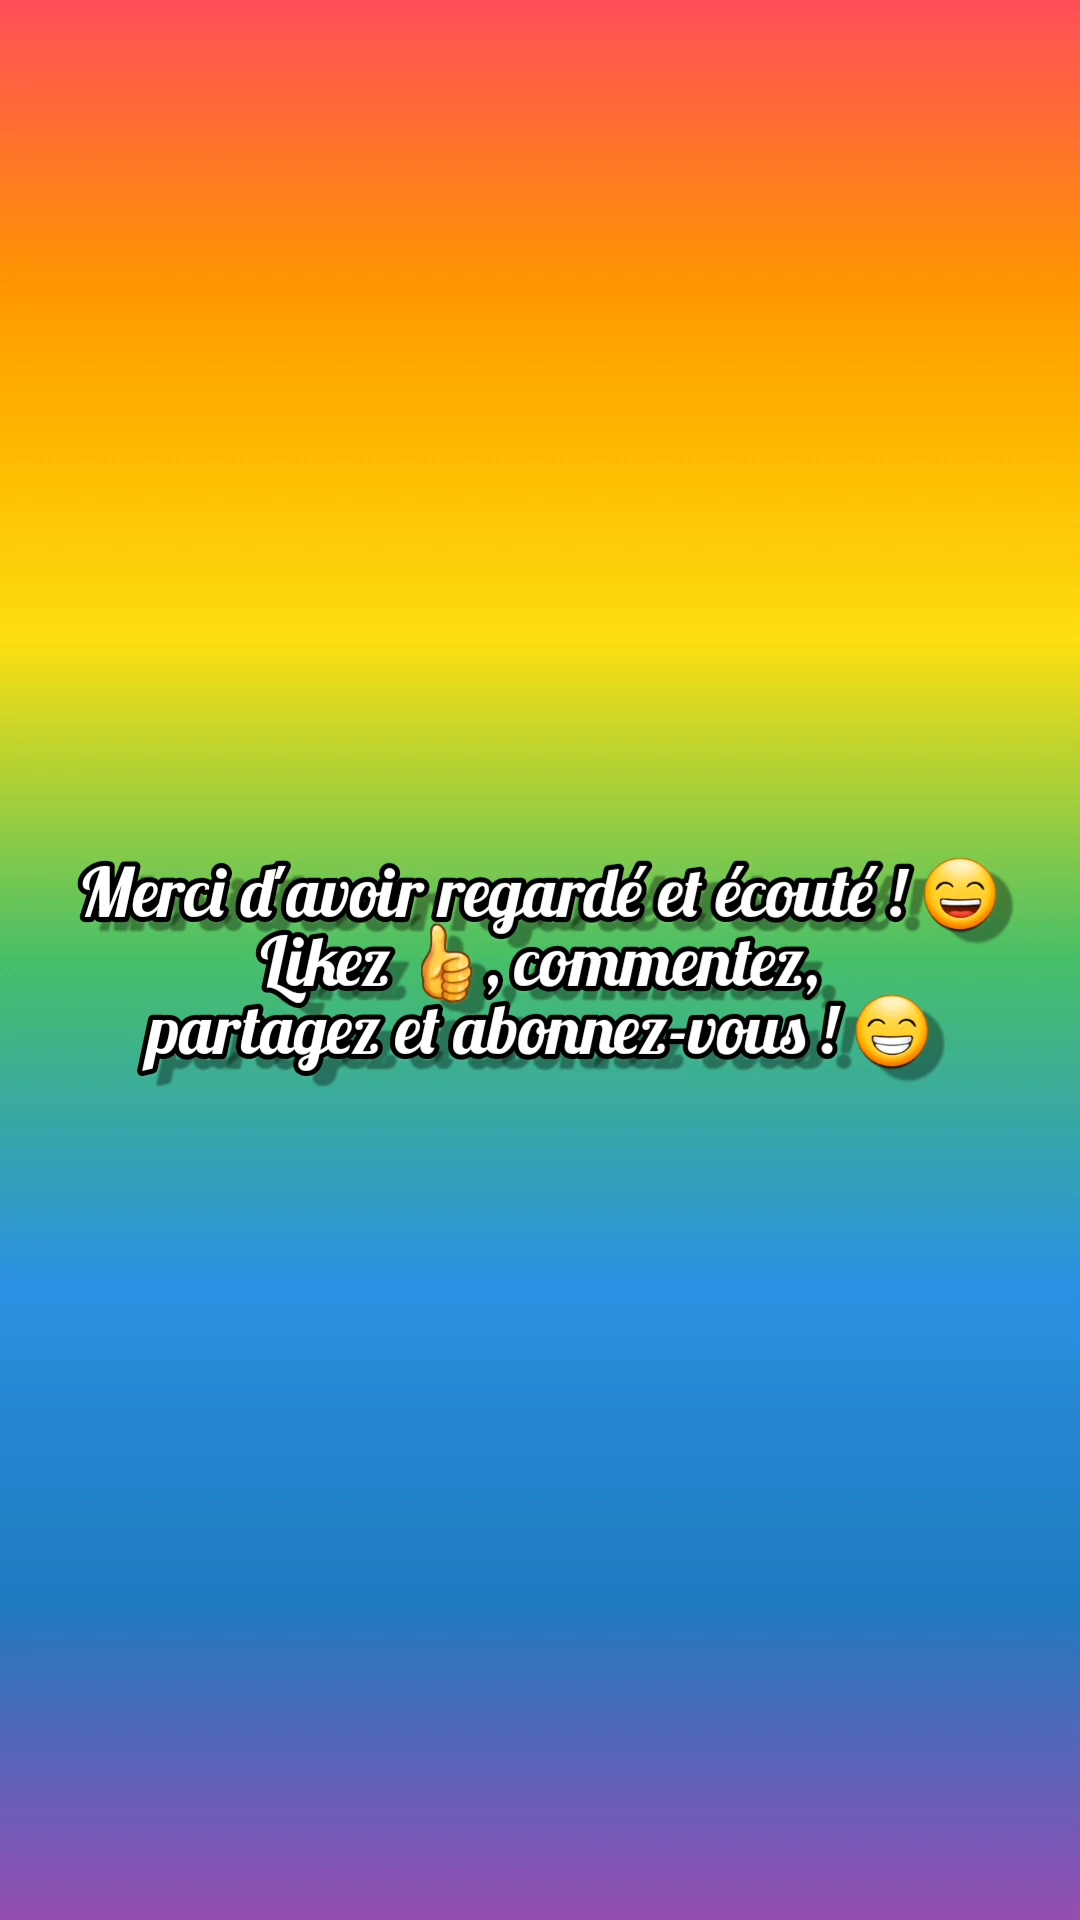 Merci d'avoir regardé et écouté ! 😄
Likez 👍, commentez,
partagez et abonnez-vous ! 😁